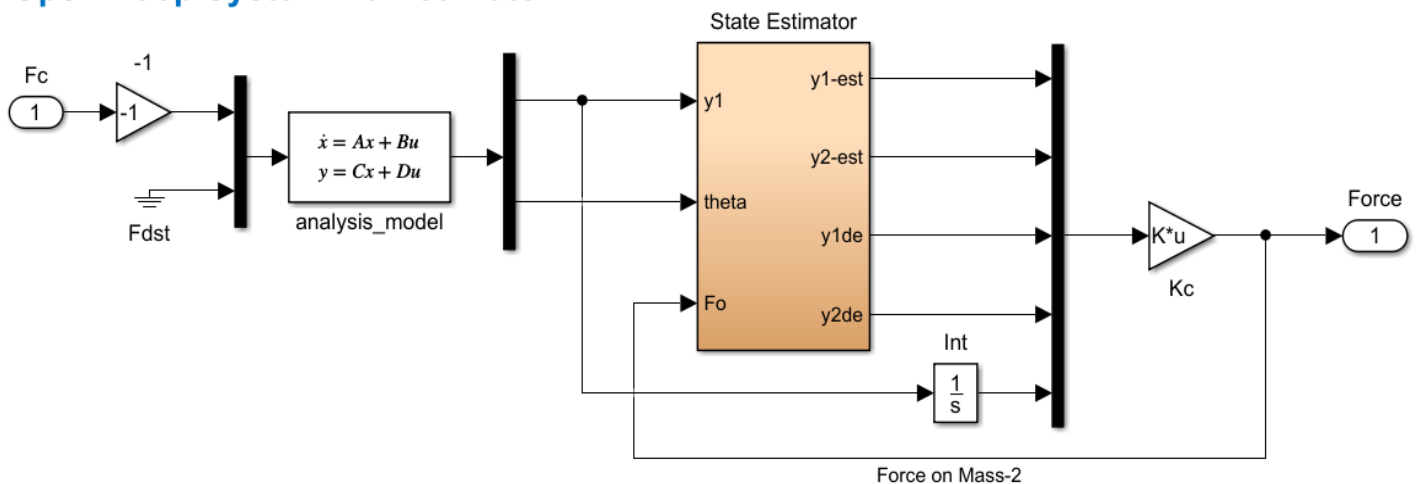 State Estimator
-1
Fc
1
-1
y1
y1-est
ẋ = Ax + Bu
y = Cx + Du
y2-est
theta
analysis_model
Fdst
Force
y1de
K*u
1
Kc
Fo
y2de
Int
1
s
Force on Mass-2